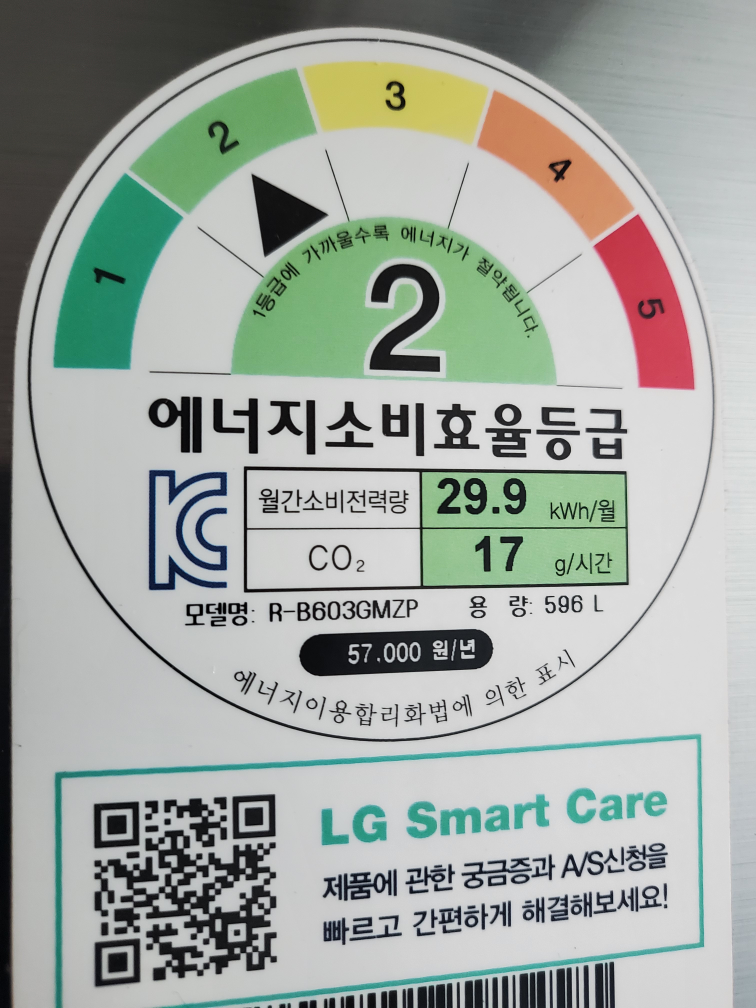 1
2
3
4
5
1등급에 가까울수록 에너지가 절약됩니다.
2
에너지소비효율등급
월간소비전력량 29.9 kWh/월
CO₂ 17 g/시간
모델명: R-B603GMZP 용 량: 596 L
57,000 원/년
에너지이용합리화법에 의한 표시
LG Smart Care
제품에 관한 궁금증과 A/S신청을
빠르고 간편하게 해결해보세요!